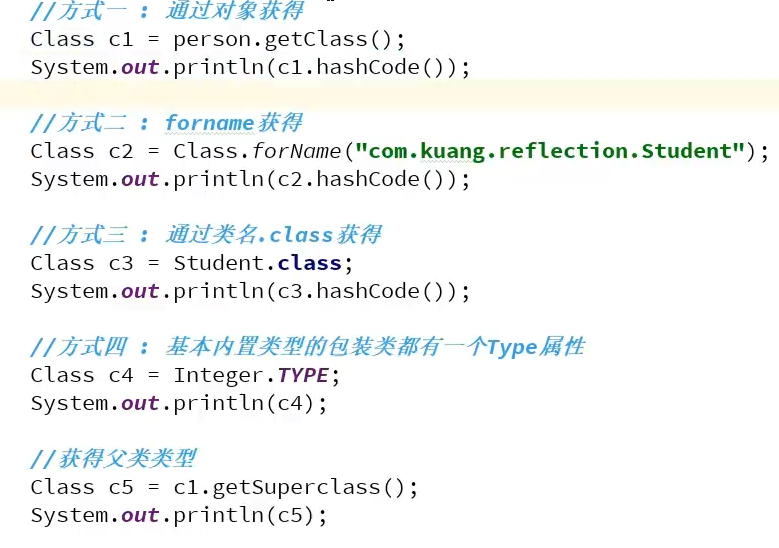 //方式一 : 通过对象获得
Class c1 = person.getClass();
System.out.println(c1.hashCode());
//方式二 : forname获得
Class c2 = Class.forName("com.kuang.reflection.Student");
System.out.println(c2.hashCode());
//方式三 : 通过类名.class获得
Class c3 = Student.class;
System.out.println(c3.hashCode());
//方式四 : 基本内置类型的包装类都有一个Type属性
Class c4 = Integer.TYPE;
System.out.println(c4);
//获得父类类型
Class c5 = c1.getSuperclass();
System.out.println(c5);